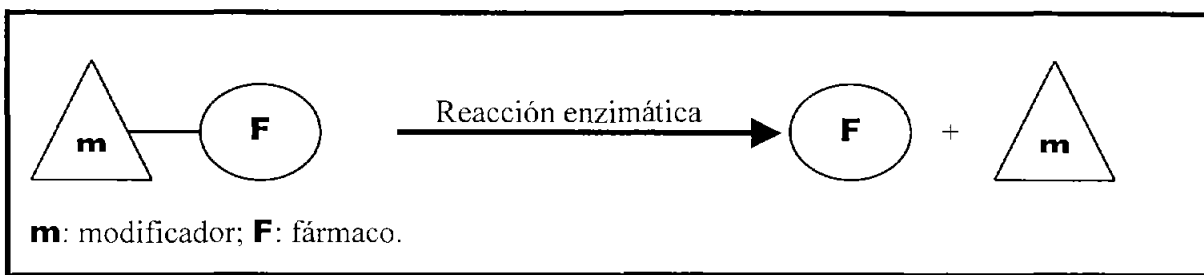 Reacción enzimática
m F F + m
m: modificador; F: fármaco.